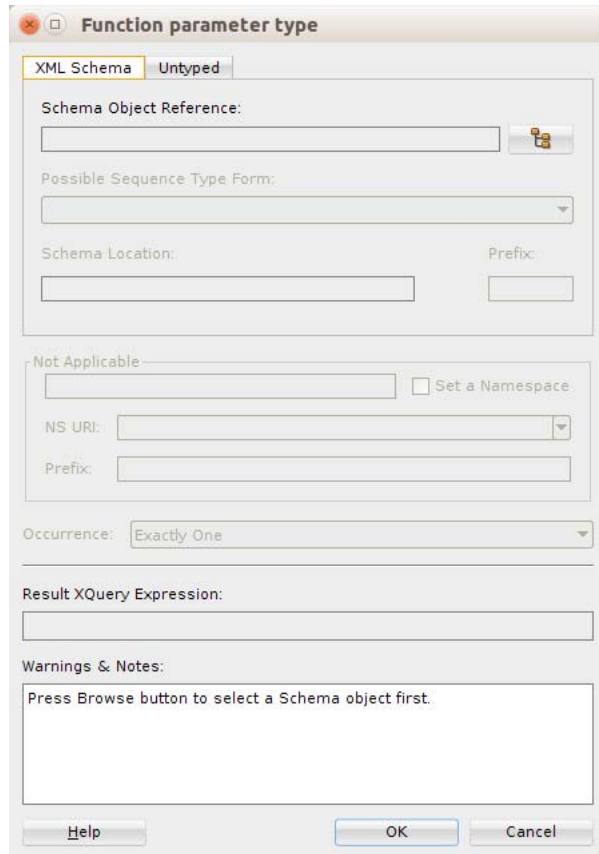 Function parameter type
XML Schema Untyped
Schema Object Reference:
Possible Sequence Type Form:
Schema Location: Prefix:
Not Applicable
Set a Namespace
NS URI:
Prefix:
Occurrence: Exactly One
Result XQuery Expression:
Warnings & Notes:
Press Browse button to select a Schema object first.
Help OK Cancel